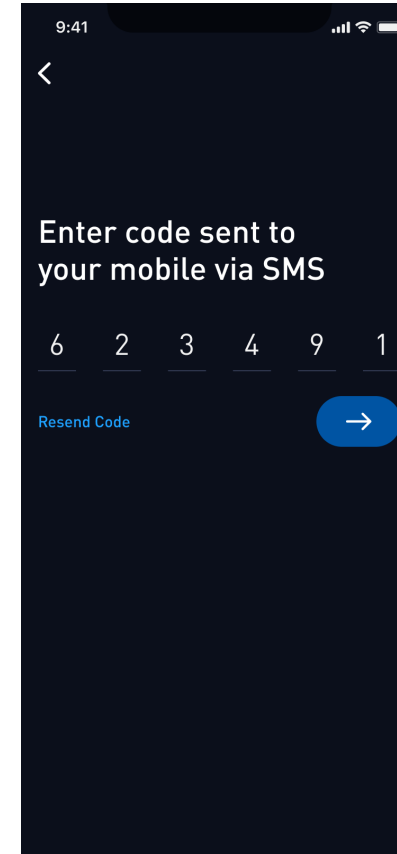 9:41
Enter code sent to
your mobile via SMS
6 2 3 4 9 1
Resend Code